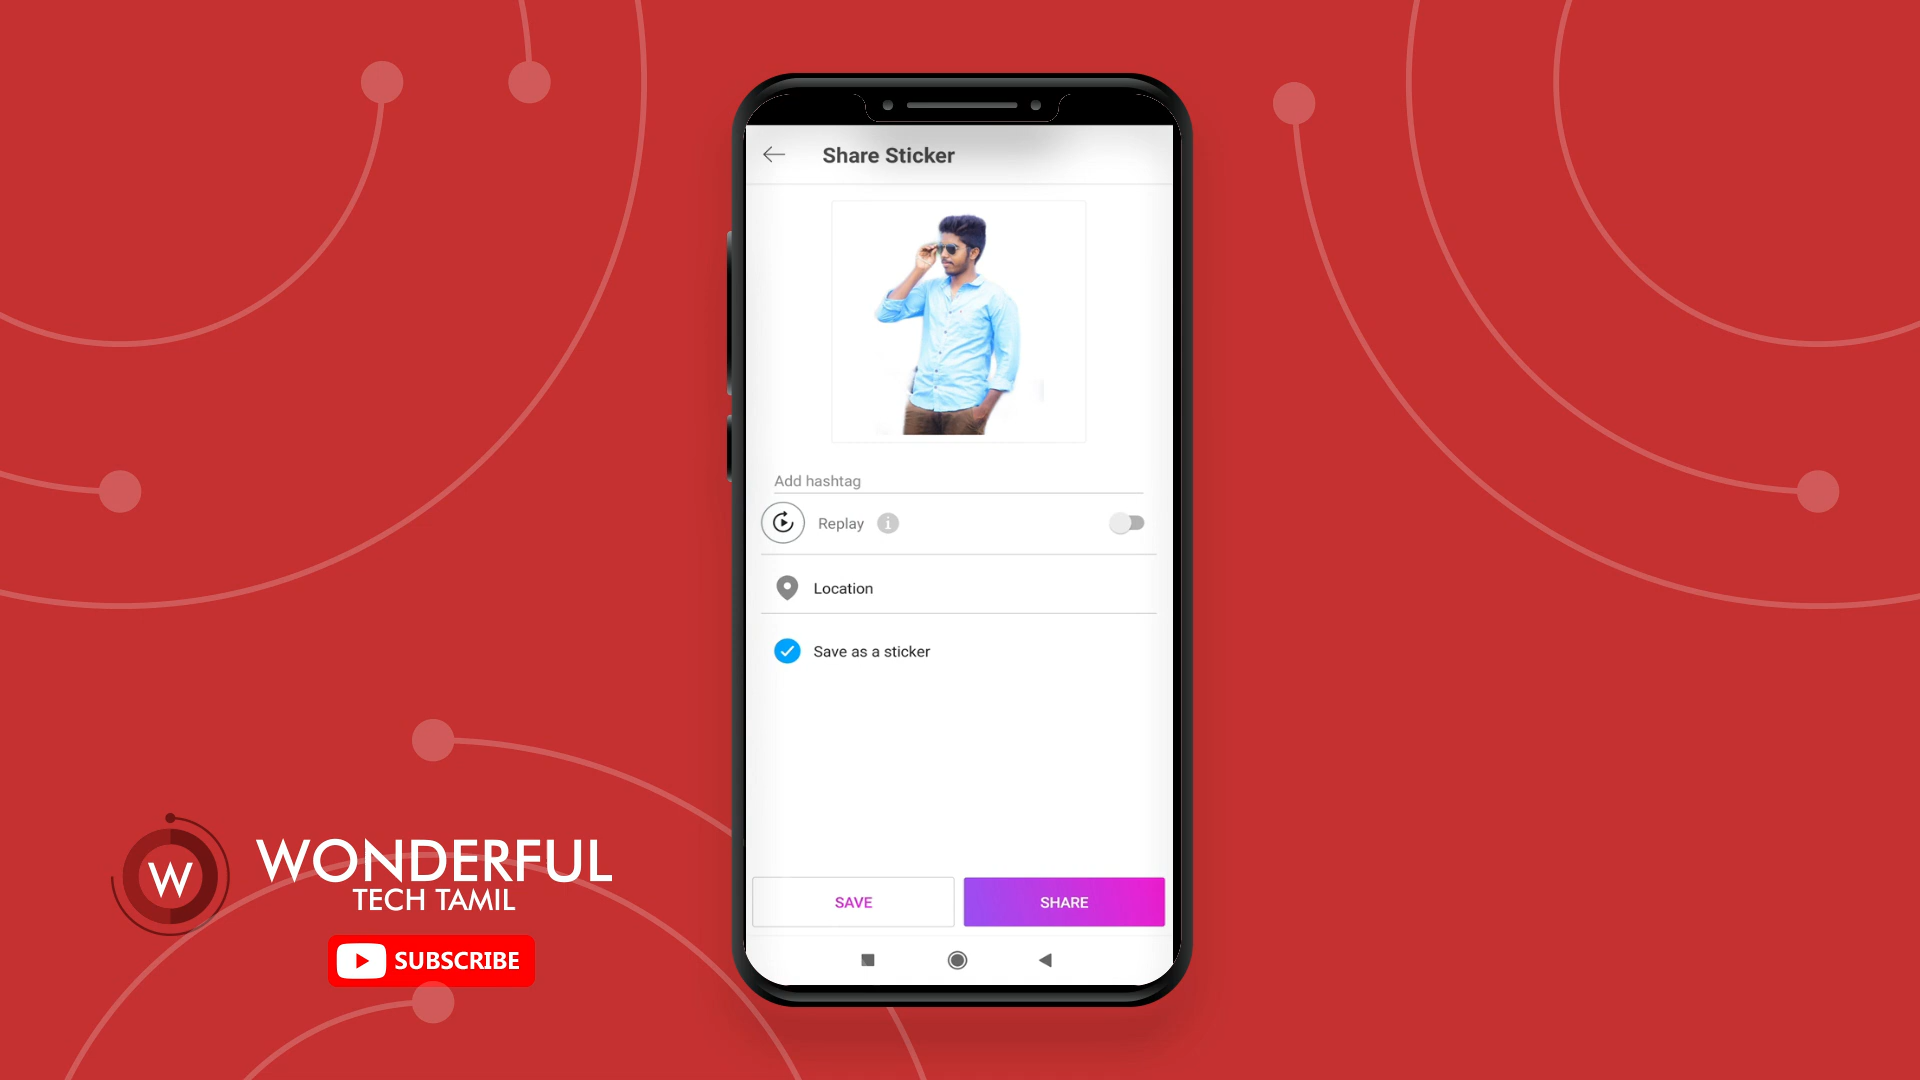 Share Sticker
Add hashtag
Replay
Location
Save as a sticker
SAVE
SHARE
W
WONDERFUL
TECH TAMIL
SUBSCRIBE